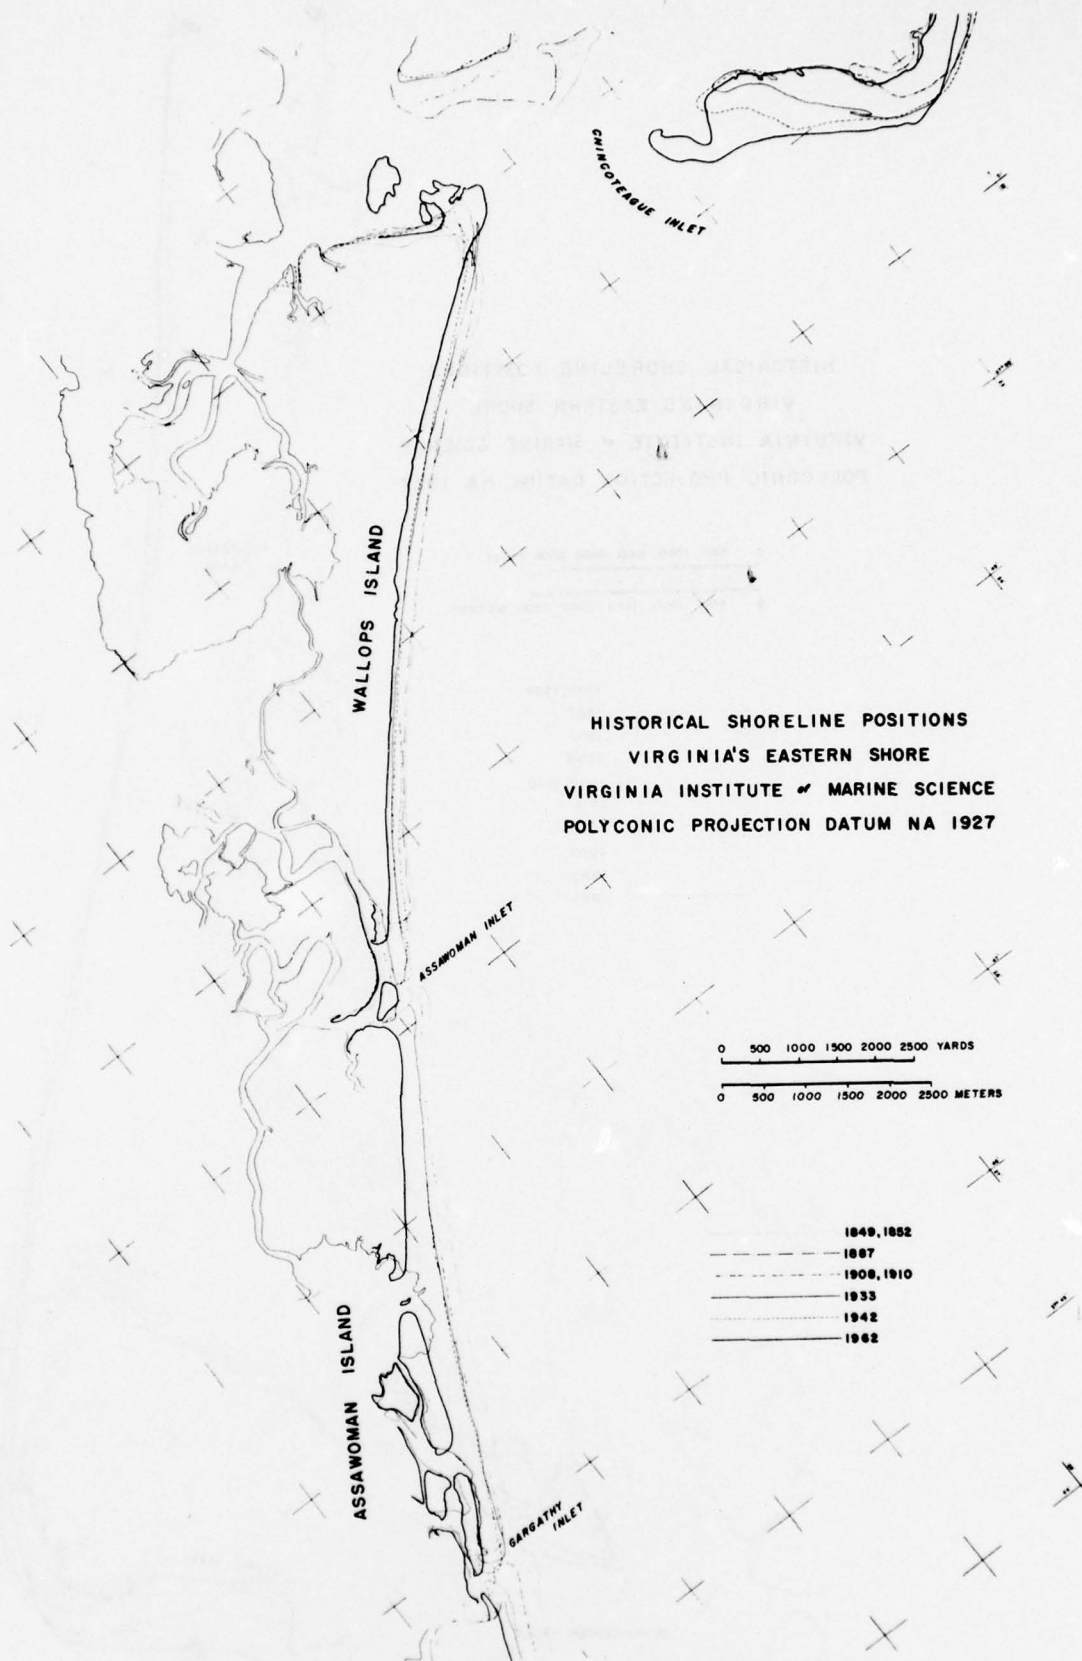 CHINCOTEAGUE INLET
WALLOPS ISLAND
HISTORICAL SHORELINE POSITIONS
VIRGINIA'S EASTERN SHORE
VIRGINIA INSTITUTE of MARINE SCIENCE
POLYCONIC PROJECTION DATUM NA 1927
ASSAWOMAN INLET
0 500 1000 1500 2000 2500 YARDS
0 500 1000 1500 2000 2500 METERS
1849, 1852
1887
1908, 1910
1933
1942
1962
ASSAWOMAN ISLAND
GARGATHY
INLET